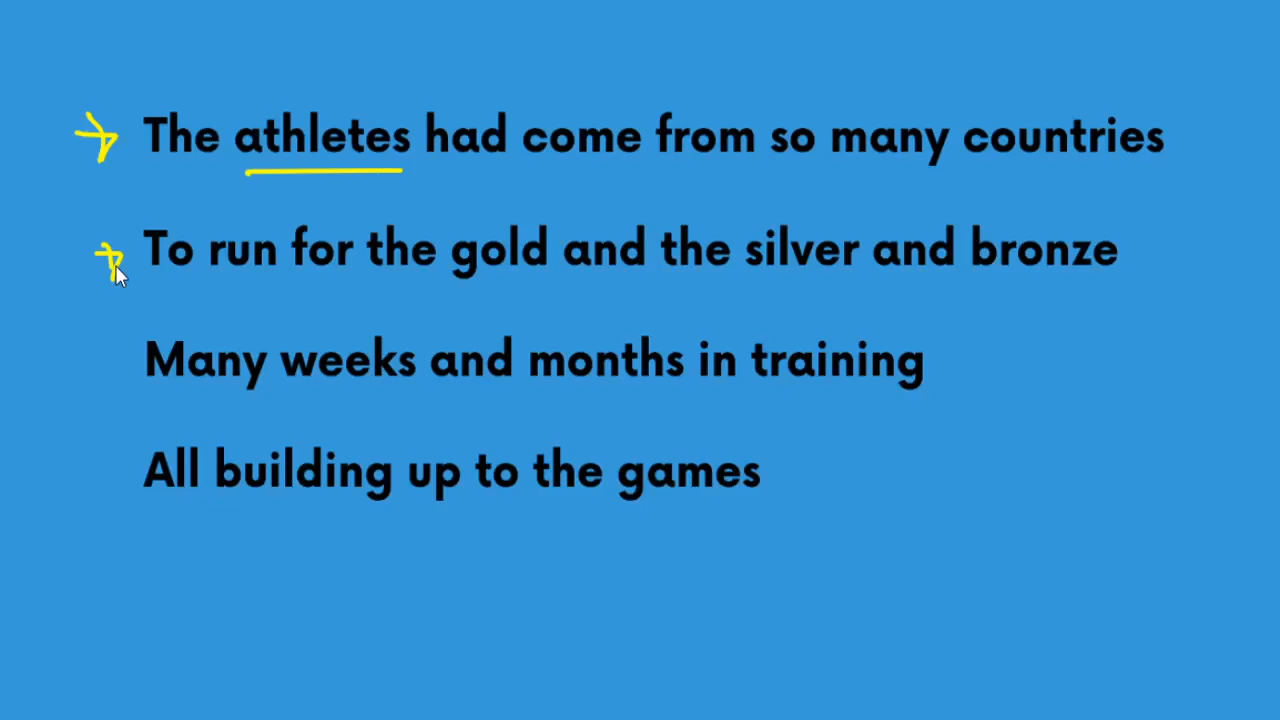 The athletes had come from so many countries
To run for the gold and the silver and bronze
Many weeks and months in training
All building up to the games